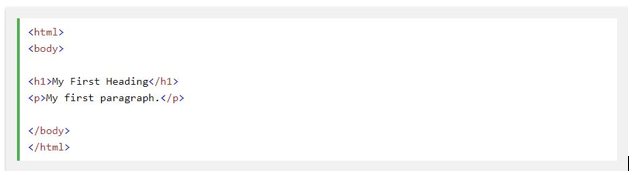 <html>
<body>
<h1>My First Heading</h1>
<p>My first paragraph.</p>
</body>
</html>